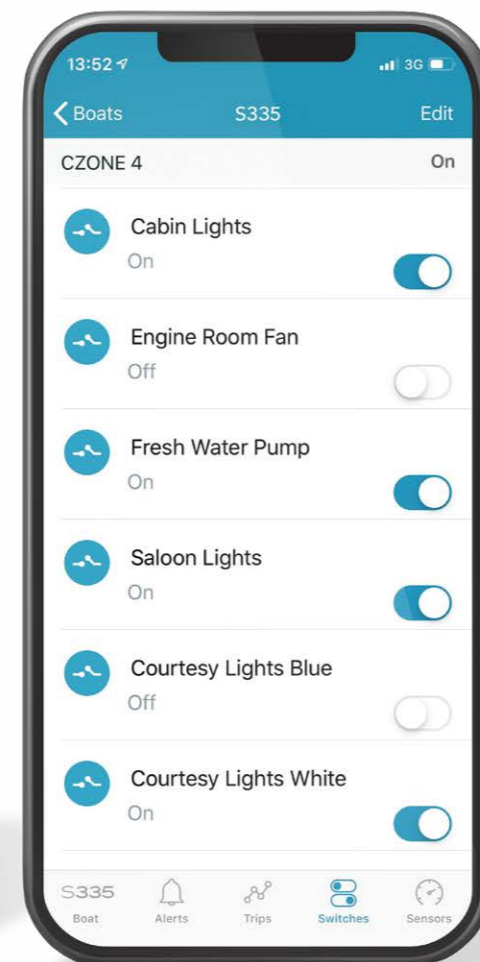 13:52
3G
Boats
S335
Edit
CZONE 4
On
Cabin Lights
On
Engine Room Fan
Off
Fresh Water Pump
On
Saloon Lights
On
Courtesy Lights Blue
Off
Courtesy Lights White
On
S335
Boat
Alerts
Trips
Switches
Sensors